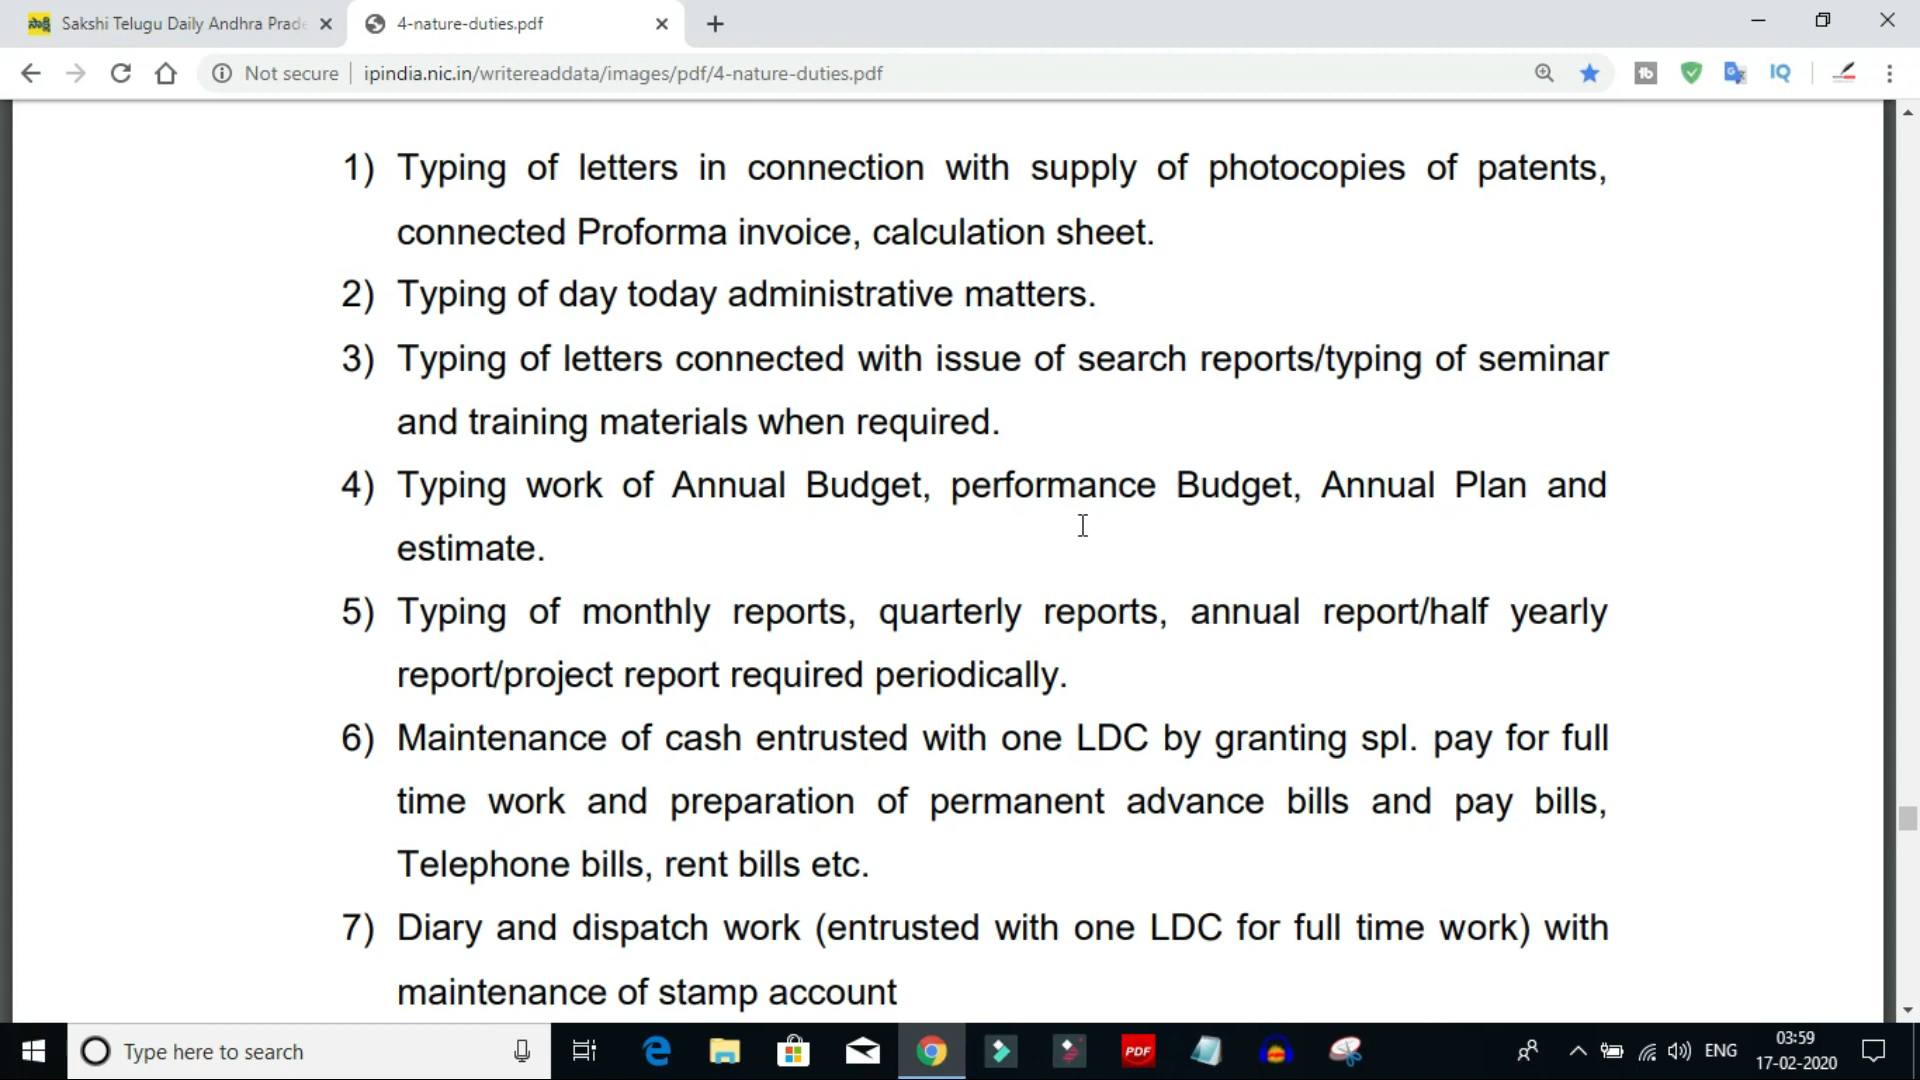 సాక్షి Sakshi Telugu Daily Andhra Prade
4-nature-duties.pdf
Not secure
ipindia.nic.in/writereaddata/images/pdf/4-nature-duties.pdf
IQ
1) Typing of letters in connection with supply of photocopies of patents,
connected Proforma invoice, calculation sheet.
2) Typing of day today administrative matters.
3) Typing of letters connected with issue of search reports/typing of seminar
and training materials when required.
4) Typing work of Annual Budget, performance Budget, Annual Plan and
estimate.
5) Typing of monthly reports, quarterly reports, annual report/half yearly
report/project report required periodically.
6) Maintenance of cash entrusted with one LDC by granting spl. pay for full
time work and preparation of permanent advance bills and pay bills,
Telephone bills, rent bills etc.
7) Diary and dispatch work (entrusted with one LDC for full time work) with
maintenance of stamp account
Type here to search
PDF
ENG
03:59
17-02-2020